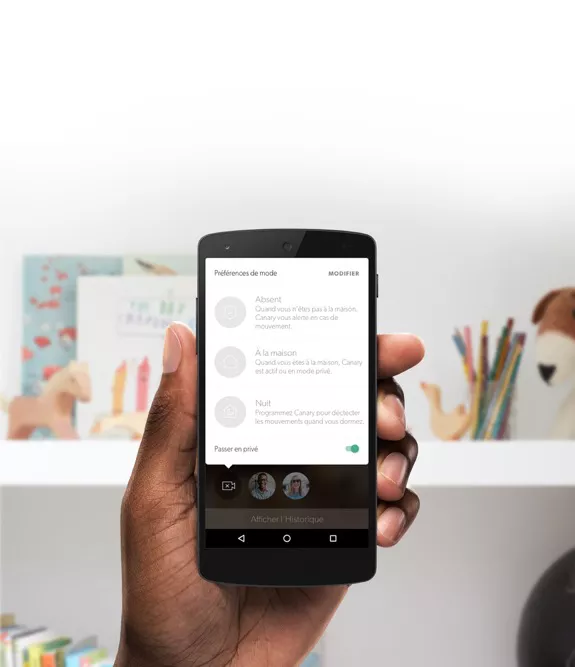 Préférences de mode MODIFIER
Absent
Quand vous n'êtes pas à la maison,
Canary vous alerte en cas de
mouvement.
À la maison
Quand vous êtes à la maison, Canary
est actif ou en mode privé.
Nuit
Programmez Canary pour déctécter
les mouvements quand vous dormez.
Passer en privé
Afficher l'Historique